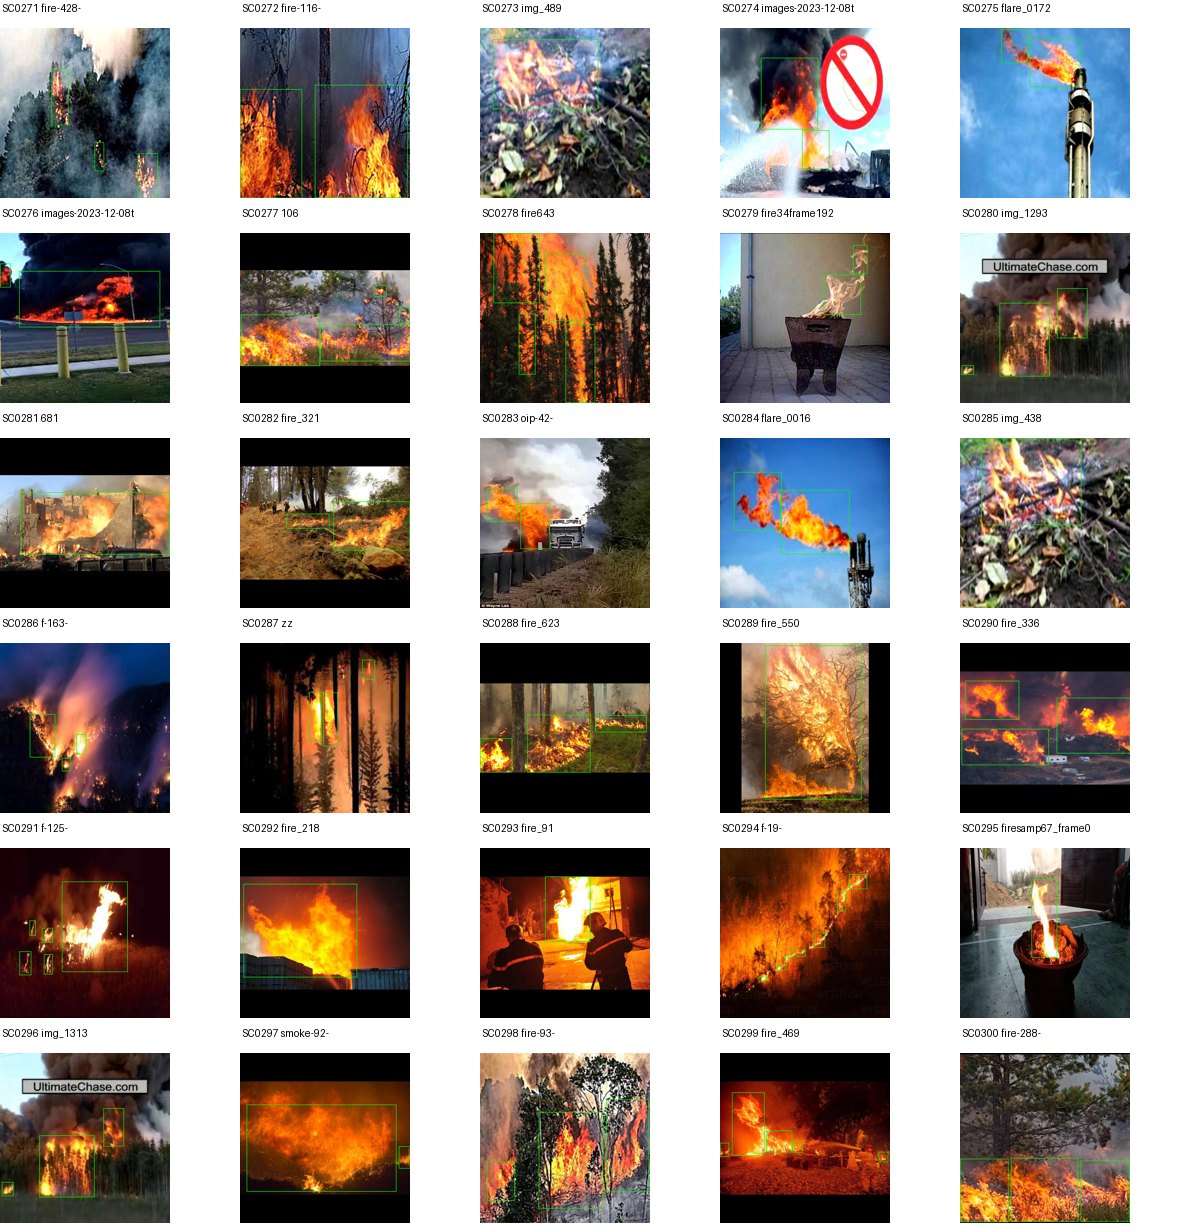 SC0271 fire-428-
SC0272 fire-116-
SC0273 img_489
SC0274 images-2023-12-08t
SC0275 flare_0172
SC0276 images-2023-12-08t
SC0277 106
SC0278 fire643
SC0279 fire34frame192
SC0280 img_1293
UltimateChase.com
SC0281 681
SC0282 fire_321
SC0283 oip-42-
SC0284 flare_0016
SC0285 img_438
SC0286 f-163-
SC0287 zz
SC0288 fire_623
SC0289 fire_550
SC0290 fire_336
SC0291 f-125-
SC0292 fire_218
SC0293 fire_91
SC0294 f-19-
SC0295 firesamp67_frame0
SC0296 img_1313
SC0297 smoke-92-
SC0298 fire-93-
SC0299 fire_469
SC0300 fire-288-
UltimateChase.com